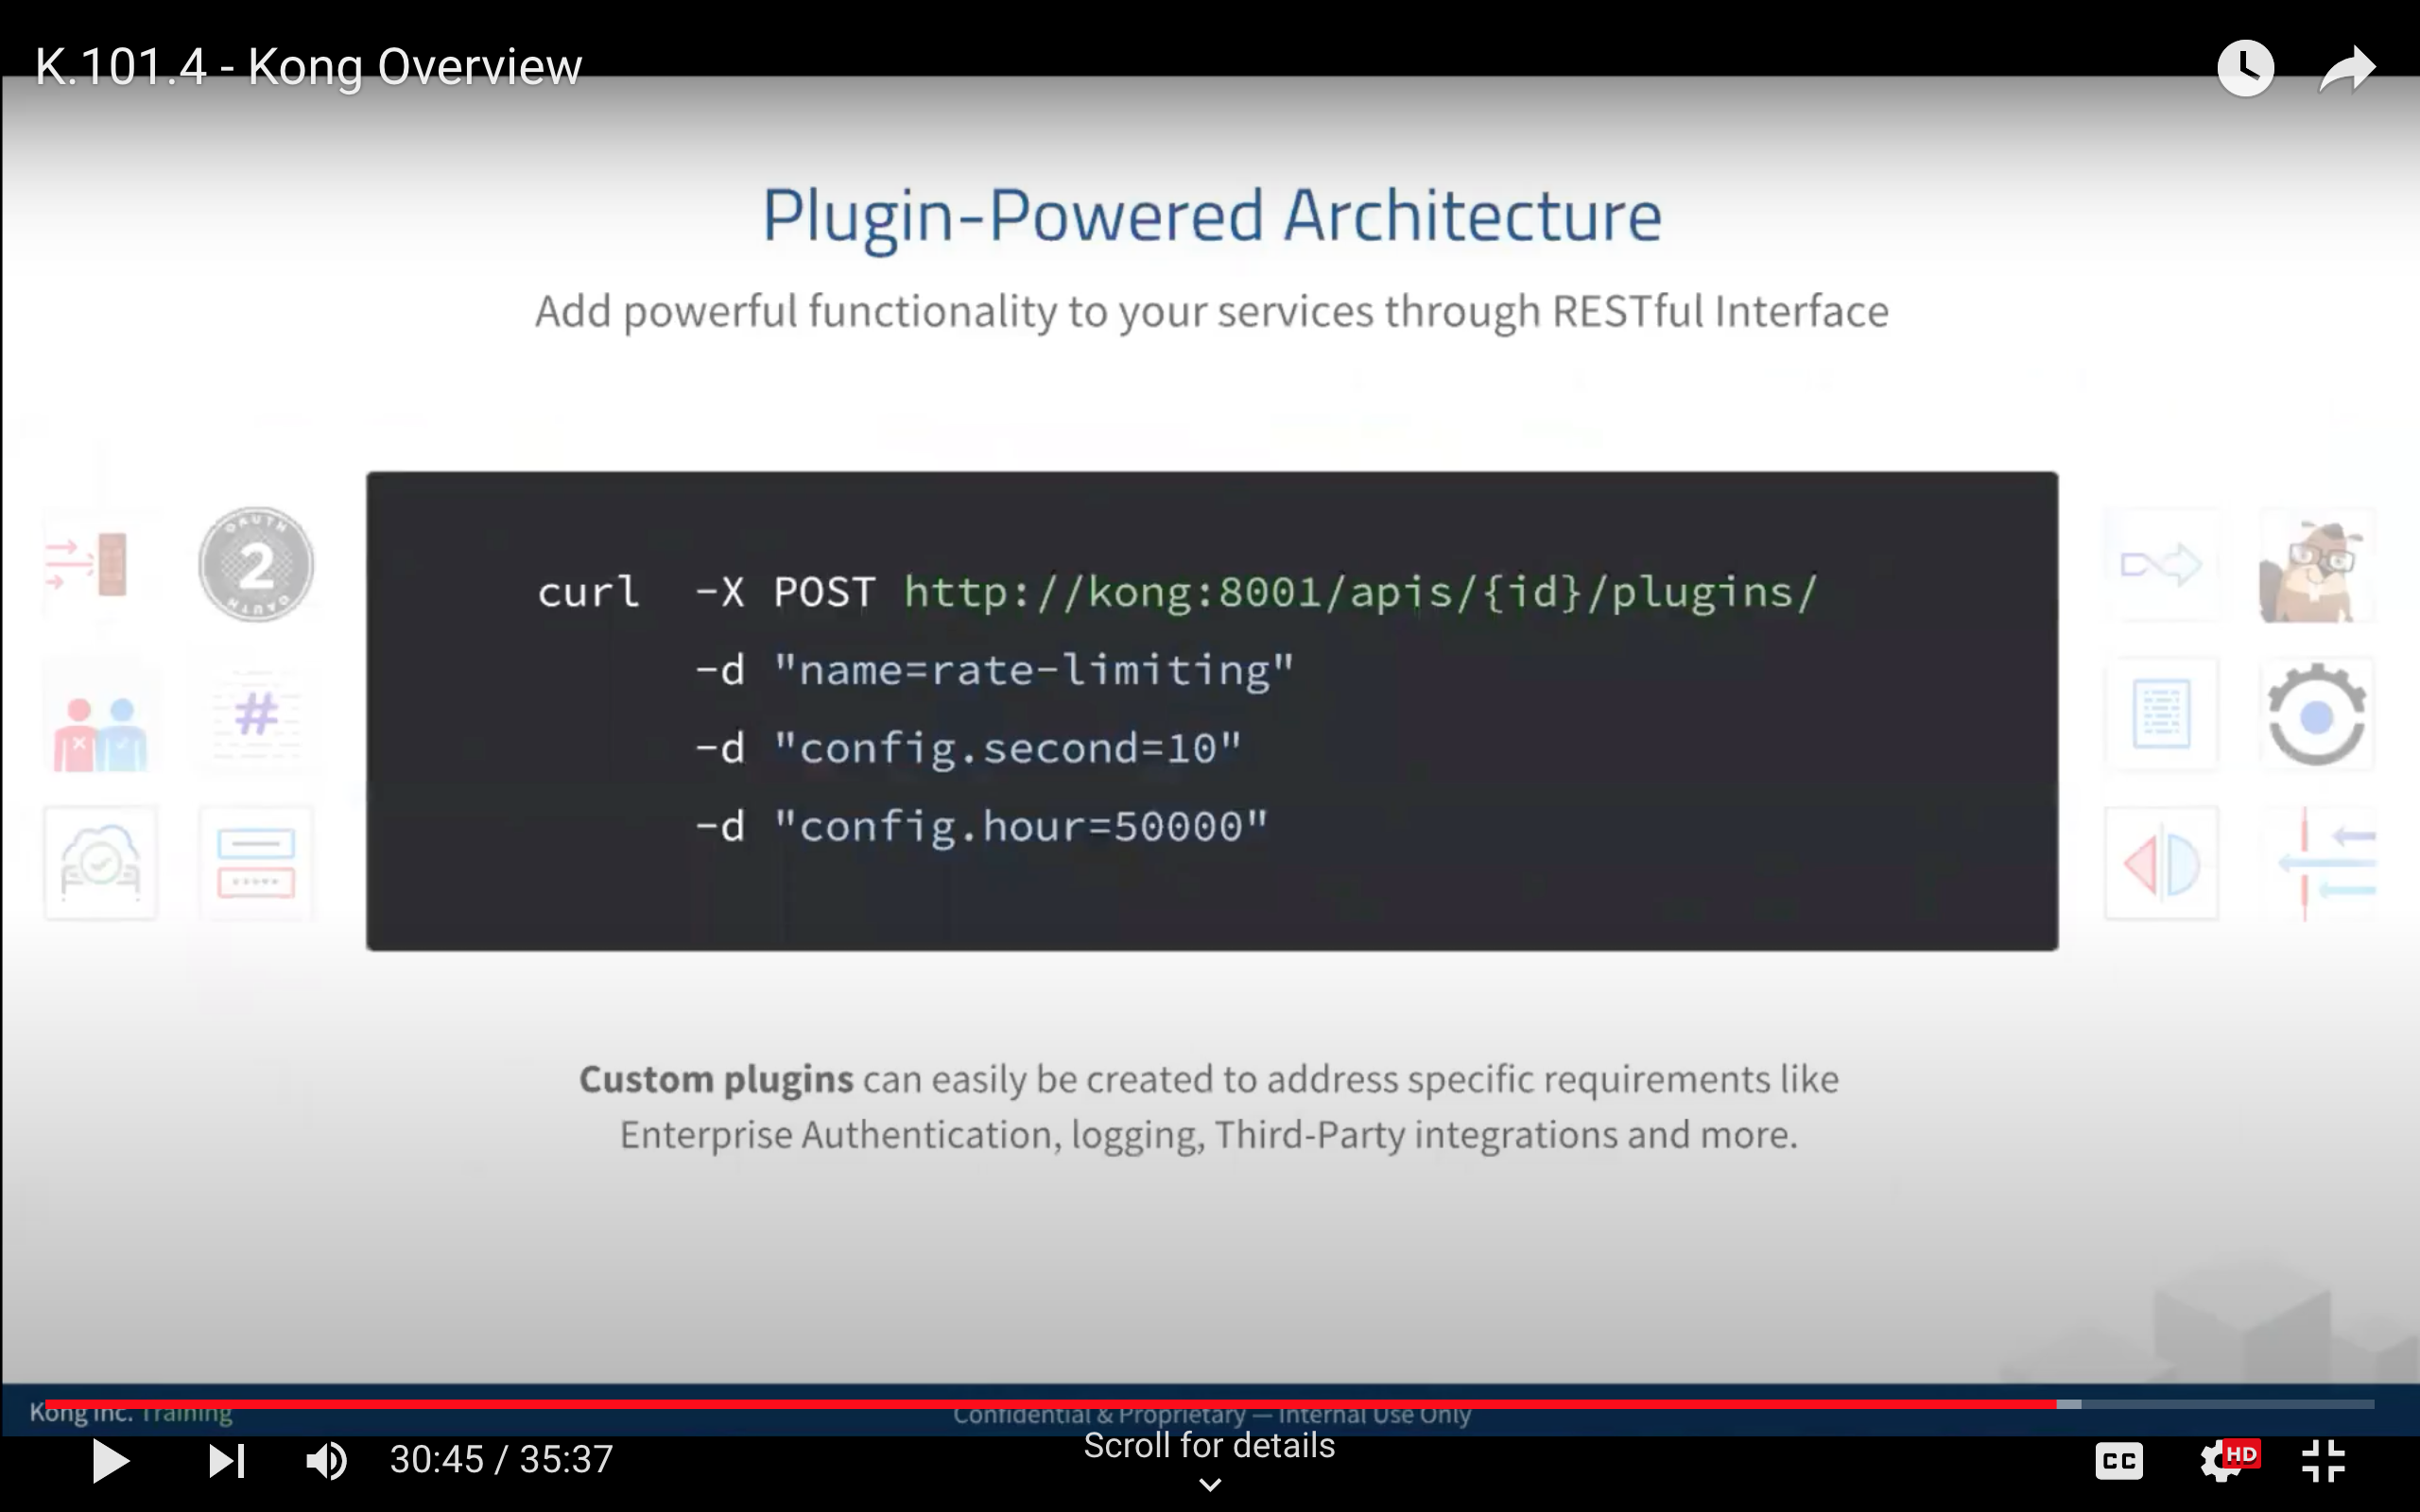 K.101.4 - Kong Overview
Plugin-Powered Architecture
Add powerful functionality to your services through RESTful Interface
OAUTH
2
OAUTH
#
curl -X POST http://kong:8001/apis/{id}/plugins/
-d "name=rate-limiting"
-d "config.second=10"
-d "config.hour=50000"
Custom plugins can easily be created to address specific requirements like
Enterprise Authentication, logging, Third-Party integrations and more.
Kong Inc. Training
Confidential & Proprietary — Internal Use Only
30:45 / 35:37
Scroll for details
CC
HD